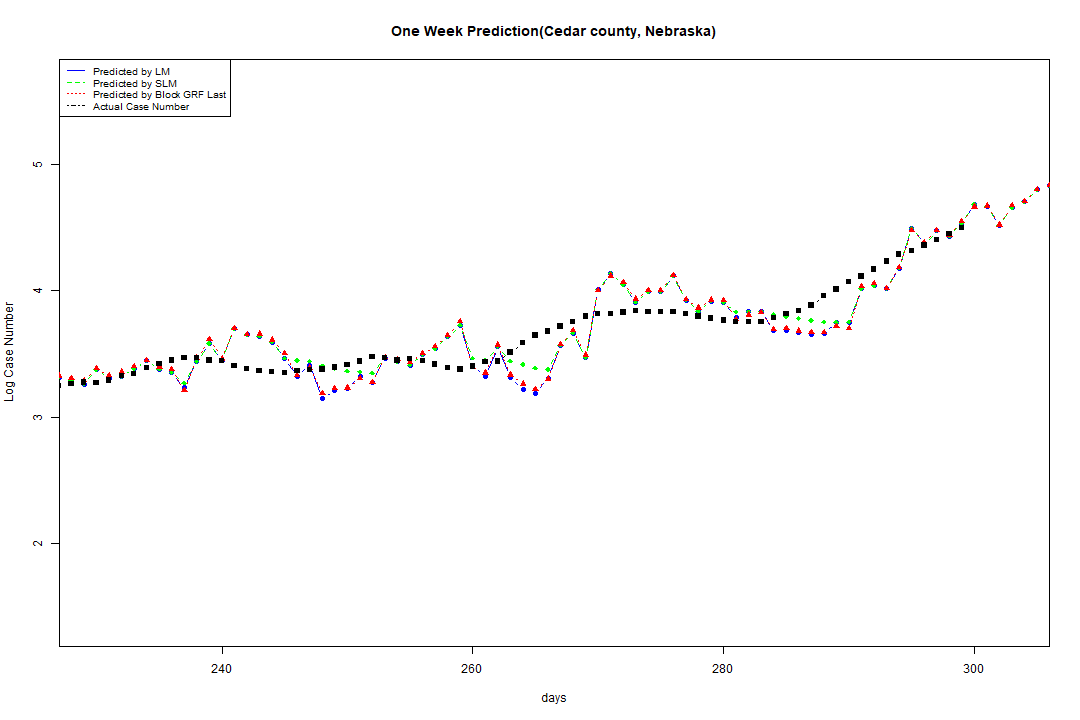 One Week Prediction(Cedar county, Nebraska)
Predicted by LM
Predicted by SLM
Predicted by Block GRF Last
Actual Case Number
5
4
3
2
Log Case Number
240
260
280
300
days